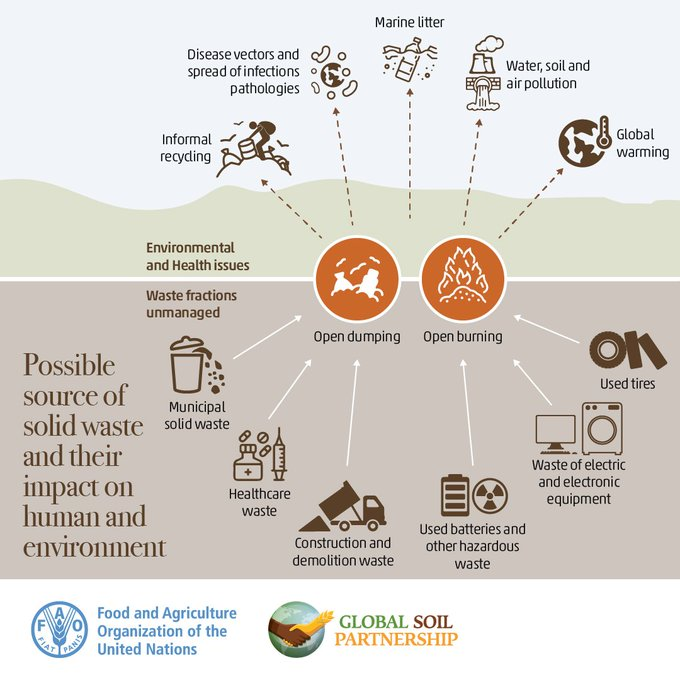 Marine litter
Disease vectors and
spread of infections
pathologies
Water, soil and
air pollution
Informal
recycling
Global
warming
Environmental
and Health issues
Waste fractions
unmanaged
Open dumping
Open burning
Possible
source of
solid waste
and their
impact on
human and
environment
Municipal
solid waste
Healthcare
waste
Construction and
demolition waste
Used batteries and
other hazardous
waste
Waste of electric
and electronic
equipment
Used tires
F A O
FIAT PANIS
Food and Agriculture
Organization of the
United Nations
GLOBAL SOIL
PARTNERSHIP